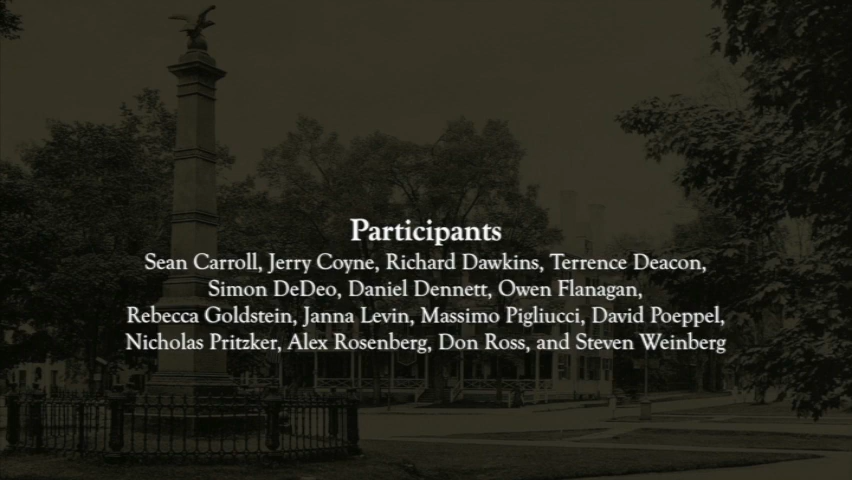 Participants
Sean Carroll, Jerry Coyne, Richard Dawkins, Terrence Deacon,
Simon DeDeo, Daniel Dennett, Owen Flanagan,
Rebecca Goldstein, Janna Levin, Massimo Pigliucci, David Poeppel,
Nicholas Pritzker, Alex Rosenberg, Don Ross, and Steven Weinberg